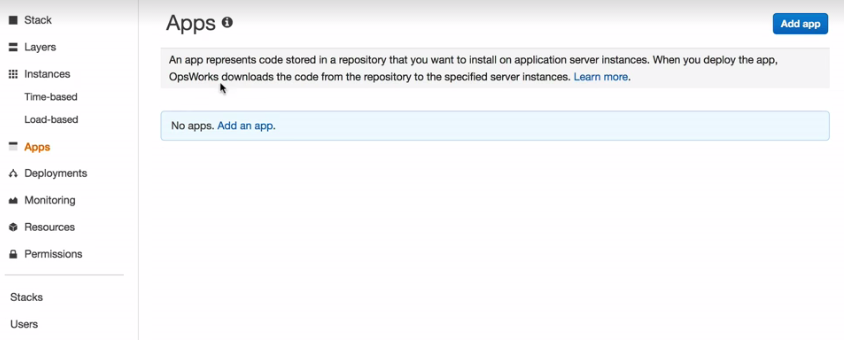 Stack
Layers
Instances
Time-based
Load-based
Apps
Deployments
Monitoring
Resources
Permissions
Stacks
Users
Apps
Add app
An app represents code stored in a repository that you want to install on application server instances. When you deploy the app,
OpsWorks downloads the code from the repository to the specified server instances. Learn more.
No apps. Add an app.